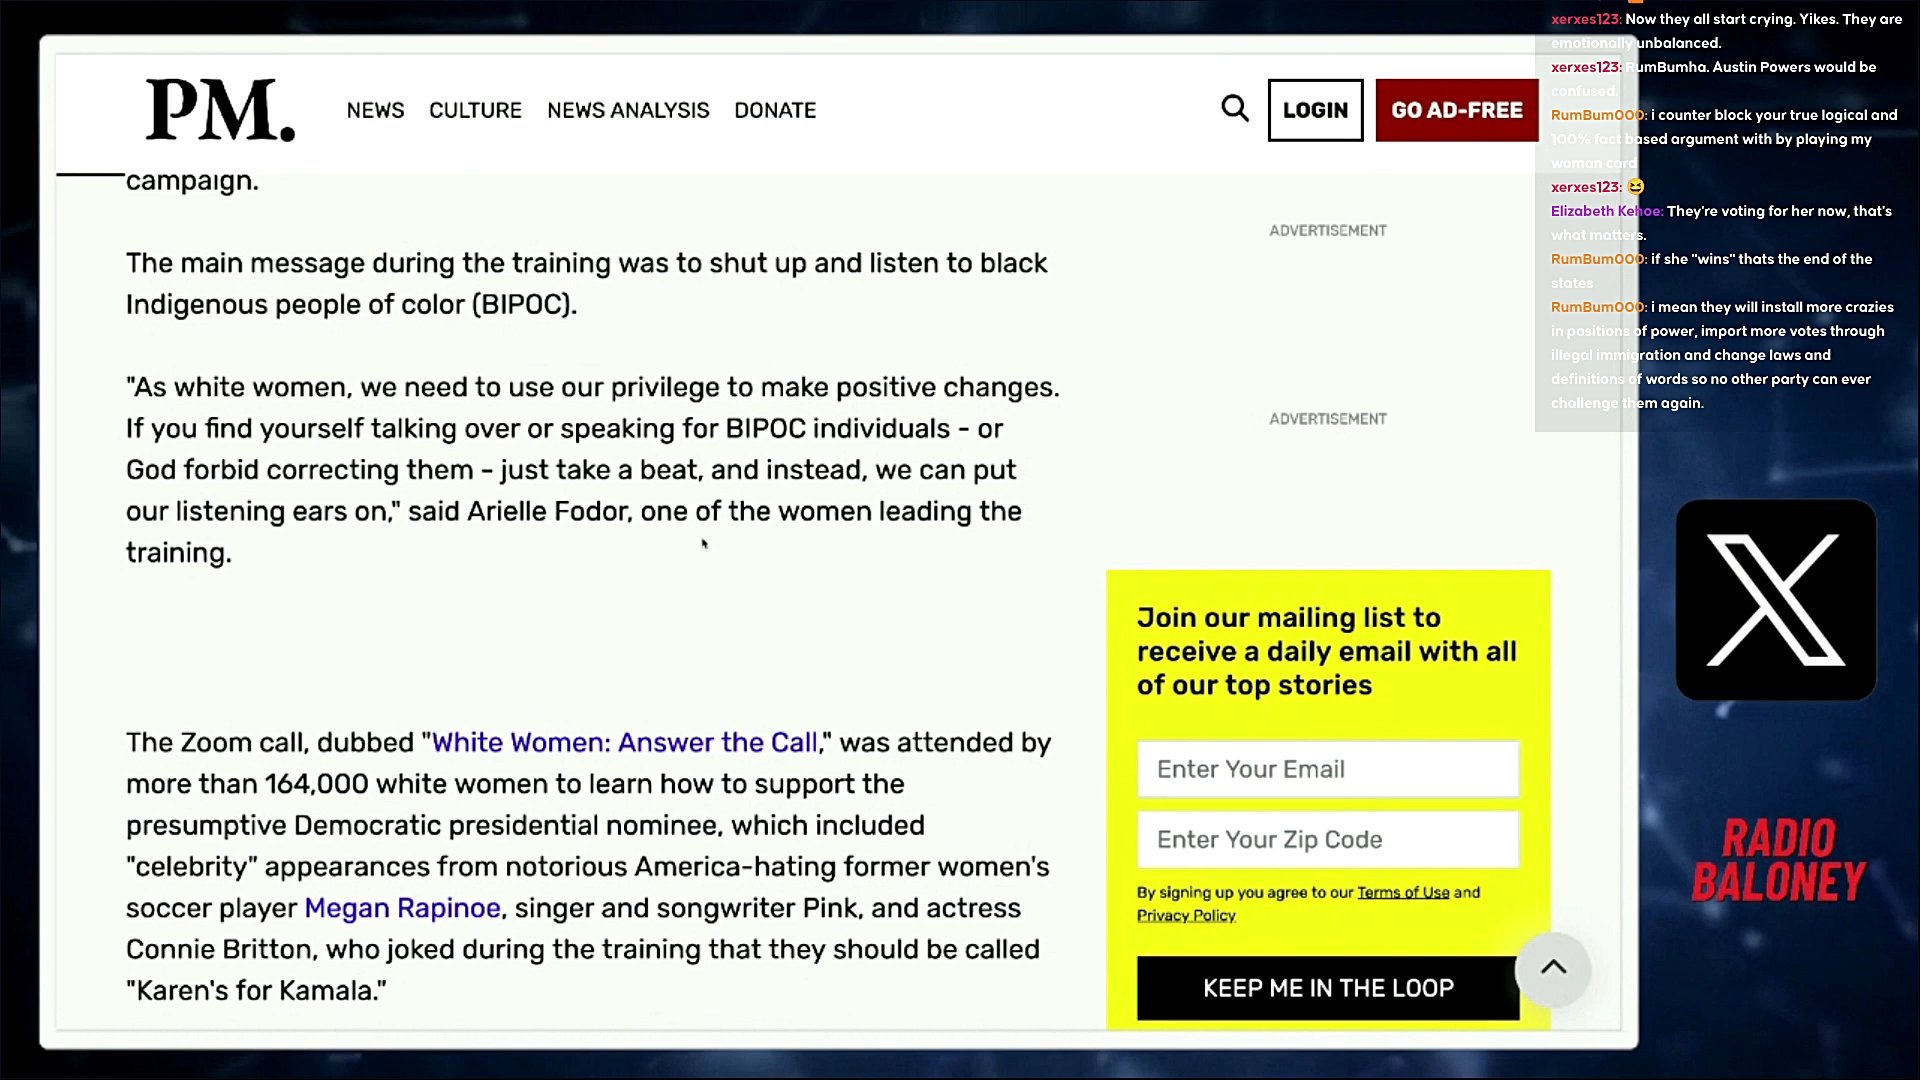 PM.
NEWS CULTURE NEWS ANALYSIS DONATE
LOGIN
GO AD-FREE
campaign.
The main message during the training was to shut up and listen to black
Indigenous people of color (BIPOC).
"As white women, we need to use our privilege to make positive changes.
If you find yourself talking over or speaking for BIPOC individuals - or
God forbid correcting them - just take a beat, and instead, we can put
our listening ears on," said Arielle Fodor, one of the women leading the
training.
The Zoom call, dubbed "White Women: Answer the Call," was attended by
more than 164,000 white women to learn how to support the
presumptive Democratic presidential nominee, which included
"celebrity" appearances from notorious America-hating former women's
soccer player Megan Rapinoe, singer and songwriter Pink, and actress
Connie Britton, who joked during the training that they should be called
"Karen's for Kamala."
ADVERTISEMENT
ADVERTISEMENT
Join our mailing list to
receive a daily email with all
of our top stories
Enter Your Email
Enter Your Zip Code
By signing up you agree to our Terms of Use and
Privacy Policy
KEEP ME IN THE LOOP
xerxes123: Now they all start crying. Yikes. They are
emotionally unbalanced.
xerxes123: RumBumha. Austin Powers would be
confused.
RumBum000: i counter block your true logical and
100% fact based argument with by playing my
woman card
xerxes123: 😆
Elizabeth Kehoe: They're voting for her now, that's
what matters.
RumBum000: if she "wins" thats the end of the
states
RumBum000: i mean they will install more crazies
in positions of power, import more votes through
illegal immigration and change laws and
definitions of words so no other party can ever
challenge them again.
X
RADIO
BALONEY